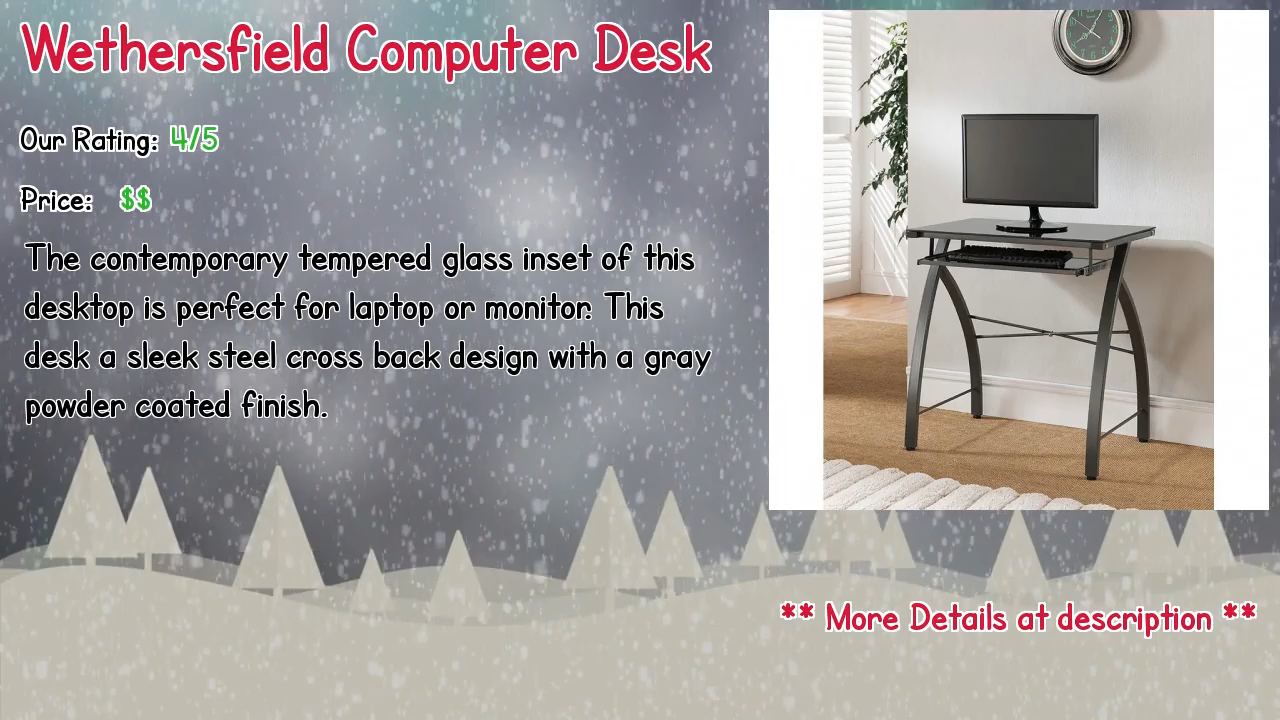 Wethersfield Computer Desk
Our Rating: 4/5
Price: $$
The contemporary tempered glass inset of this
desktop is perfect for laptop or monitor. This
desk a sleek steel cross back design with a gray
powder coated finish.
** More Details at description **